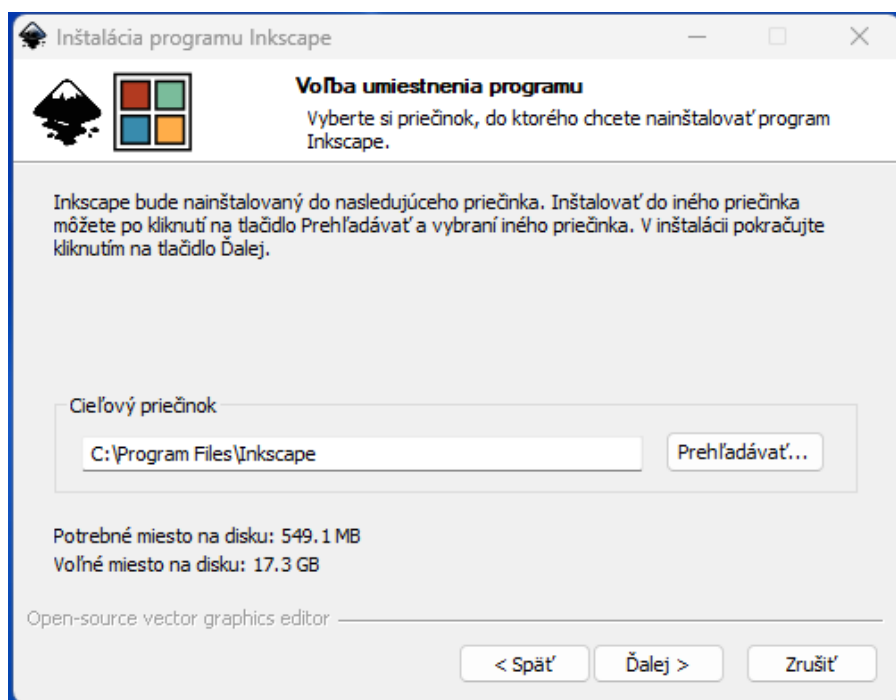 Inštalácia programu Inkscape
Voľba umiestnenia programu
Vyberte si priečinok, do ktorého chcete nainštalovať program
Inkscape.
Inkscape bude nainštalovaný do nasledujúceho priečinka. Inštalovať do iného priečinka
môžete po kliknutí na tlačidlo Prehľadávať a vybraní iného priečinka. V inštalácii pokračujte
kliknutím na tlačidlo Ďalej.
Cieľový priečinok
C:\Program Files\Inkscape
Prehľadávať...
Potrebné miesto na disku: 549.1 MB
Voľné miesto na disku: 17.3 GB
Open-source vector graphics editor
< Späť
Ďalej >
Zrušiť